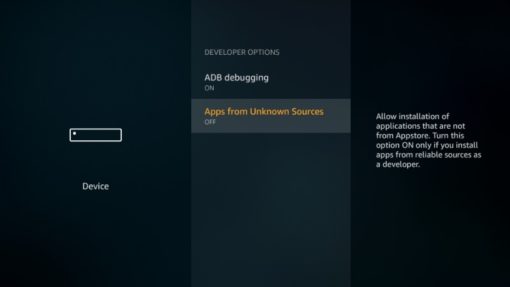 Device
DEVELOPER OPTIONS
ADB debugging
ON
Apps from Unknown Sources
OFF
Allow installation of
applications that are not
from Appstore. Turn this
option ON only if you install
apps from reliable sources as
a developer.